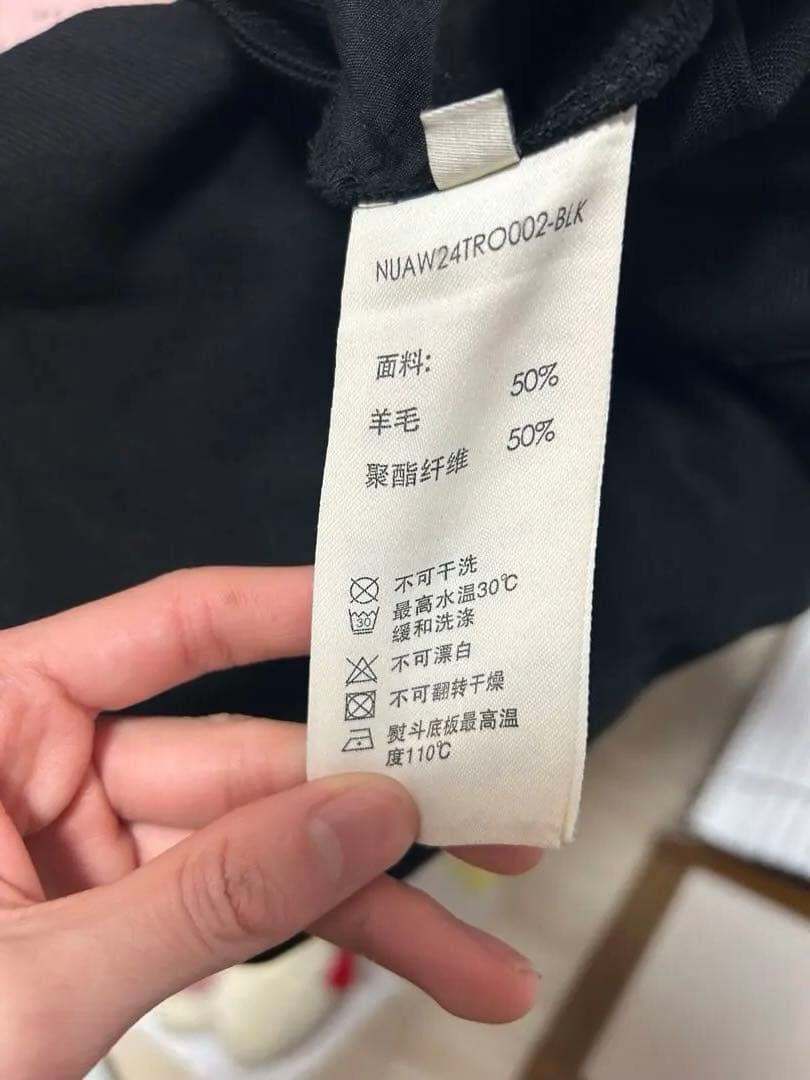 NUAW24TRO002-BLK
面料:
羊毛 50%
聚酯纤维 50%
不可干洗
30
最高水温30℃
缓和洗涤
不可漂白
不可翻转干燥
熨斗底板最高温
度110℃